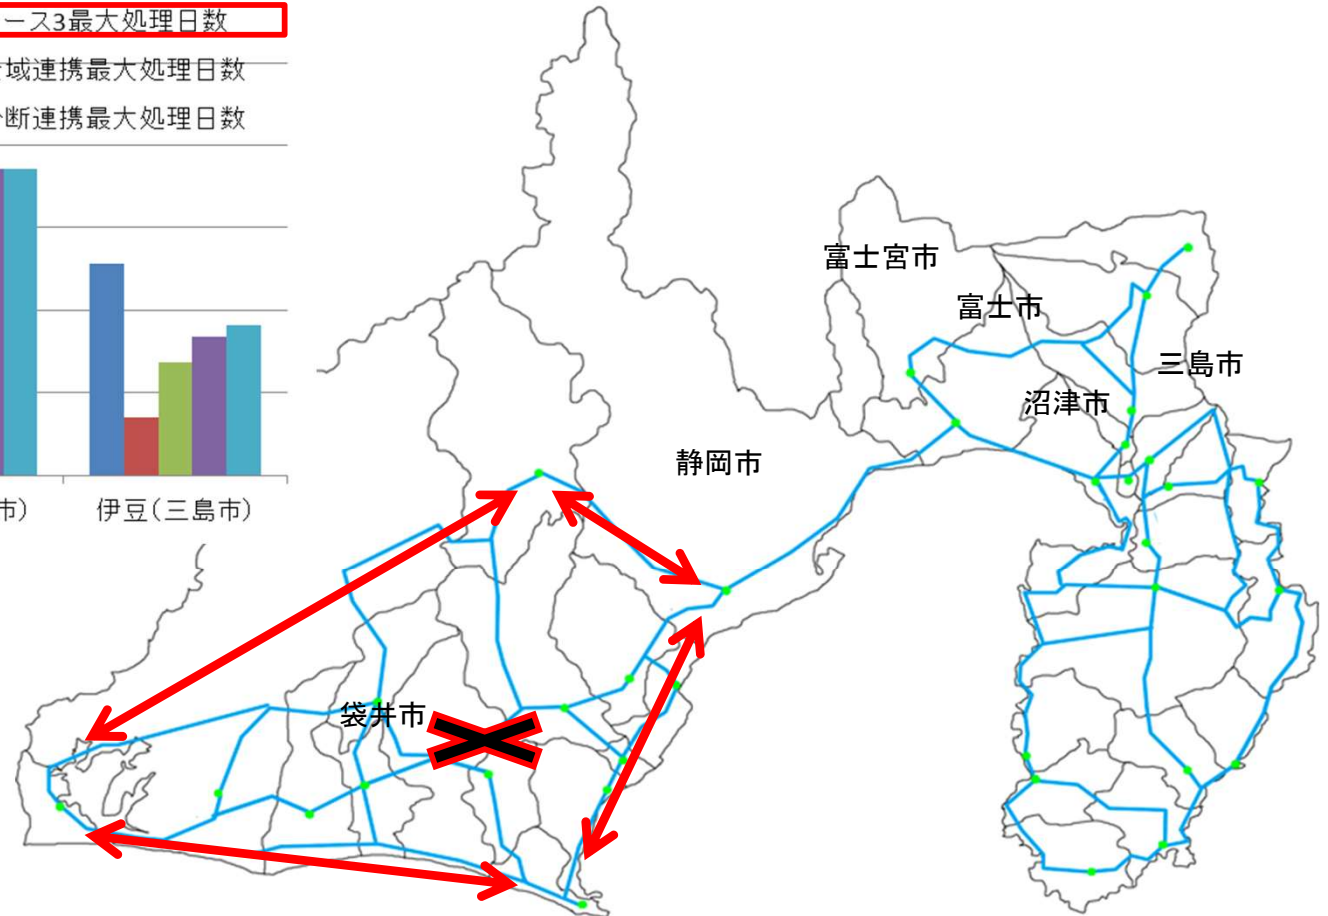 ース3最大処理日数
域連携最大処理日数
断連携最大処理日数
市)
伊豆(三島市)
富士宮市
富士市
三島市
沼津市
静岡市
袋井市